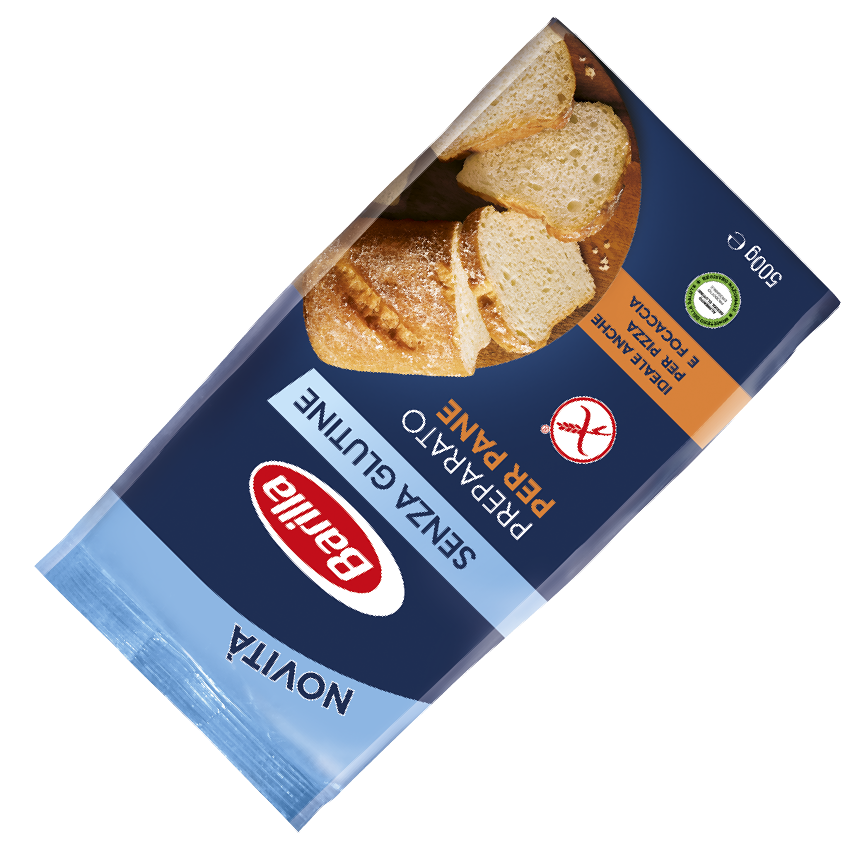 NOVITÀ
Barilla
SENZA GLUTINE
PREPARATO
PER PANE
IDEALE ANCHE
PER PIZZA
E FOCACCIA
500g ℮